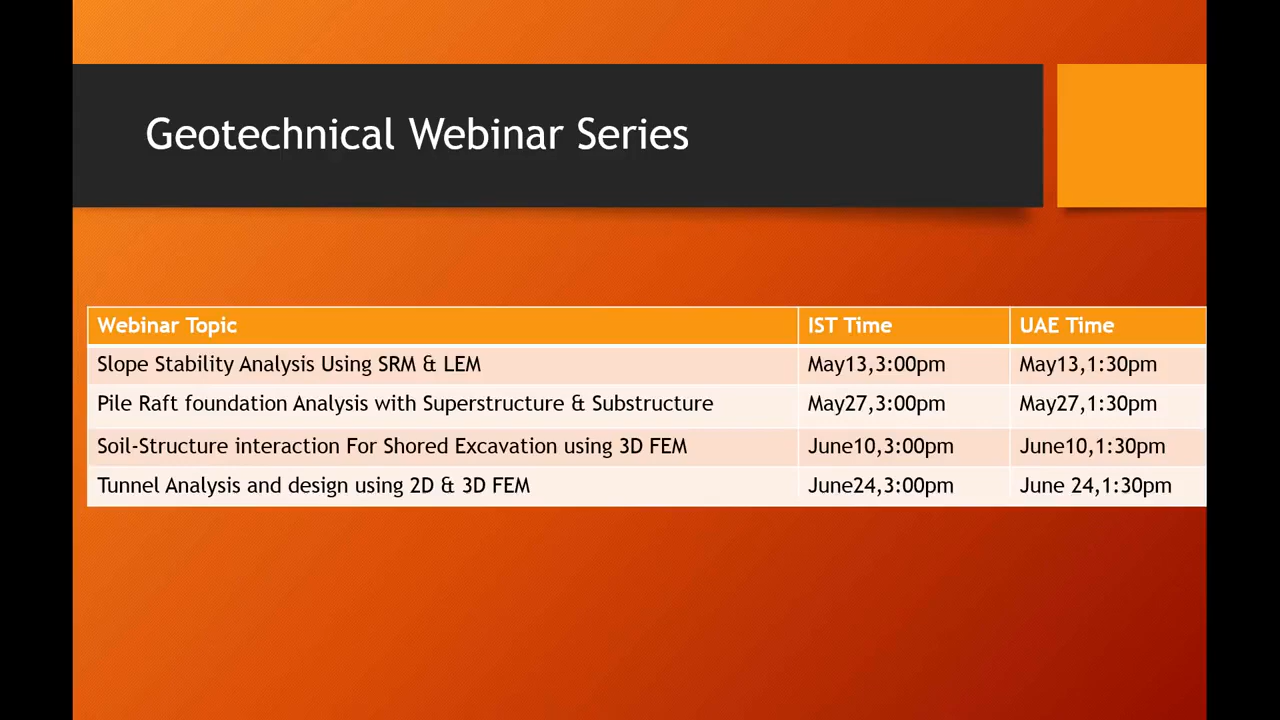 Geotechnical Webinar Series
Webinar Topic IST Time UAE Time
Slope Stability Analysis Using SRM & LEM May13,3:00pm May13,1:30pm
Pile Raft foundation Analysis with Superstructure & Substructure May27,3:00pm May27,1:30pm
Soil-Structure interaction For Shored Excavation using 3D FEM June10,3:00pm June10,1:30pm
Tunnel Analysis and design using 2D & 3D FEM June24,3:00pm June 24,1:30pm